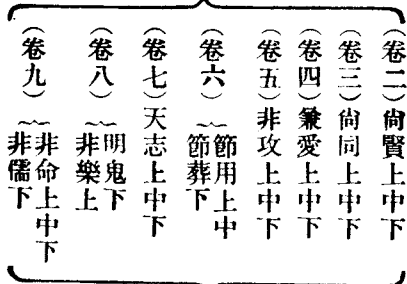 (卷二)尙賢上中下
(卷三)尙同上中下
(卷四)兼愛上中下
(卷五)非攻上中下
(卷六)節用上中
節葬下
(卷七)天志上中下
(卷八)明鬼下
非樂上
(卷九)非命上中下
非儒下